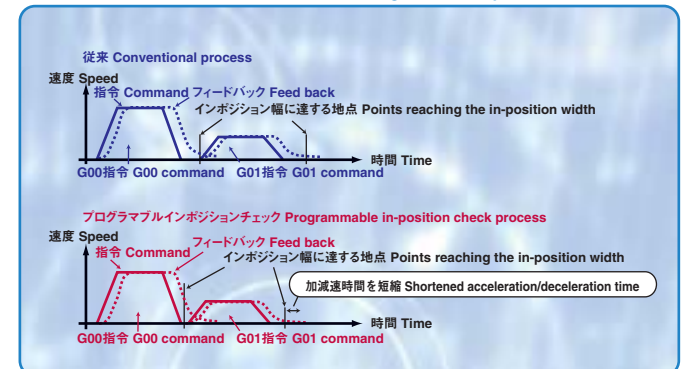 従来 Conventional process
速度 Speed
指令 Command フィードバック Feed back
インポジション幅に達する地点 Points reaching the in-position width
時間 Time
G00指令 G00 command G01指令 G01 command
プログラマブルインポジションチェック Programmable in-position check process
速度 Speed
指令 Command フィードバック Feed back
インポジション幅に達する地点 Points reaching the in-position width
加減速時間を短縮 Shortened acceleration/deceleration time
時間 Time
G00指令 G00 command G01指令 G01 command